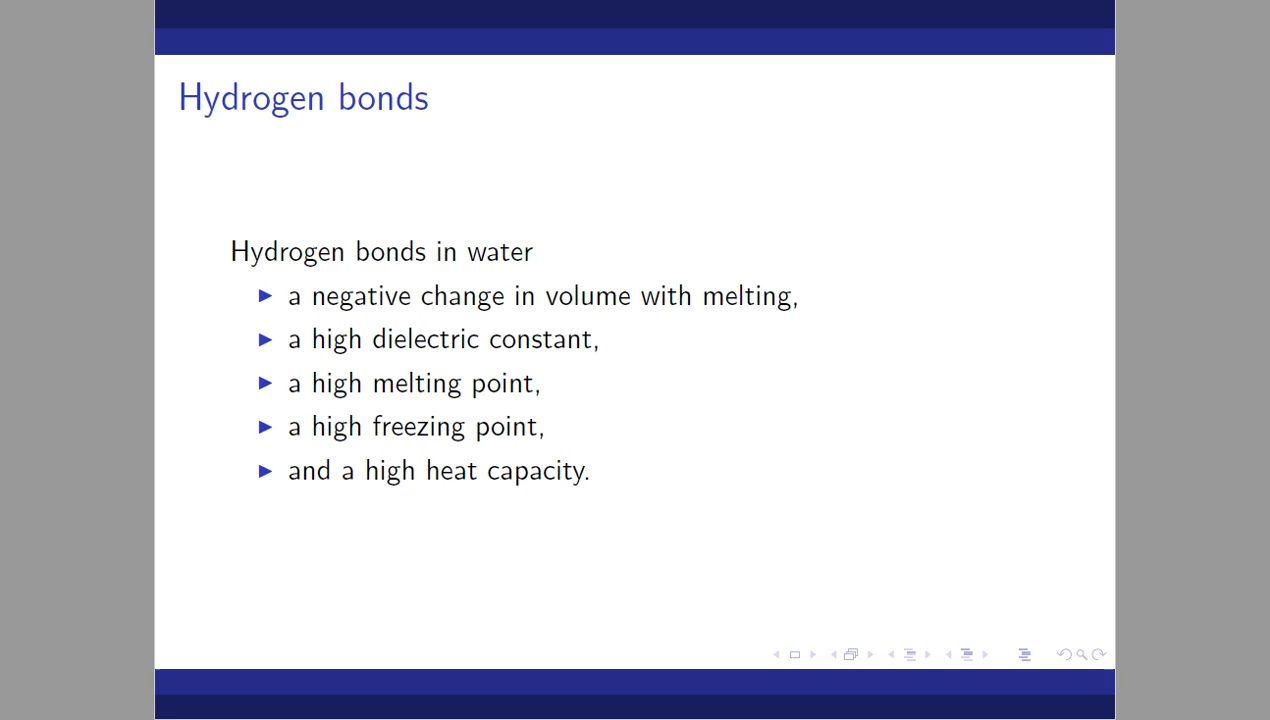 Hydrogen bonds
Hydrogen bonds in water
a negative change in volume with melting,
a high dielectric constant,
a high melting point,
a high freezing point,
and a high heat capacity.